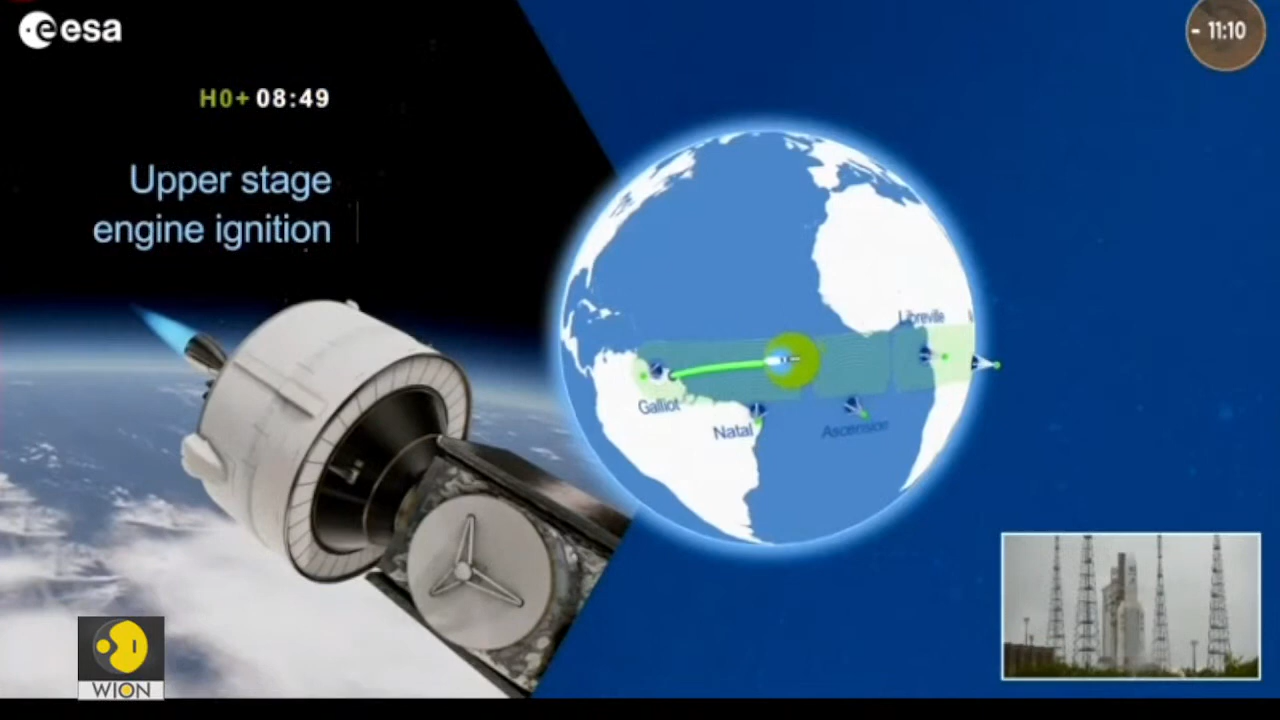 esa
- 11:10
H0+ 08:49
Upper stage
engine ignition
Libreville
Galliot
Natal
Ascension
WION